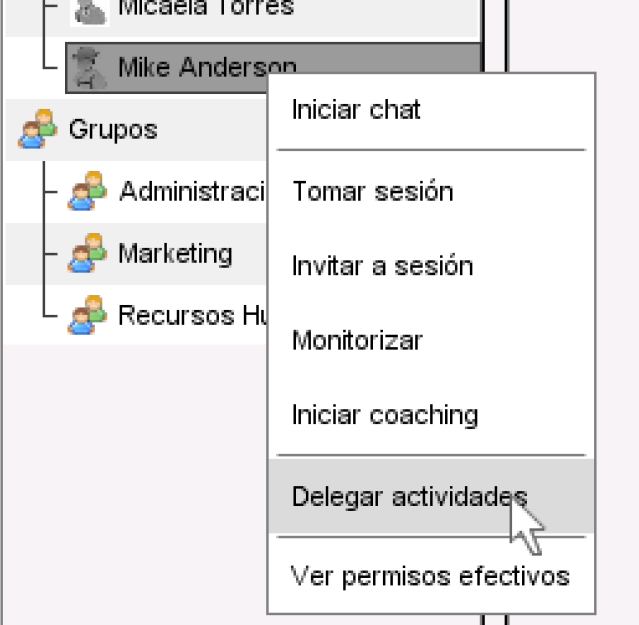 Micaela Torres
Mike Anderson
Iniciar chat
Grupos
Tomar sesión
Administraci
Invitar a sesión
Marketing
Recursos Hu
Monitorizar
Iniciar coaching
Delegar actividades
Ver permisos efectivos